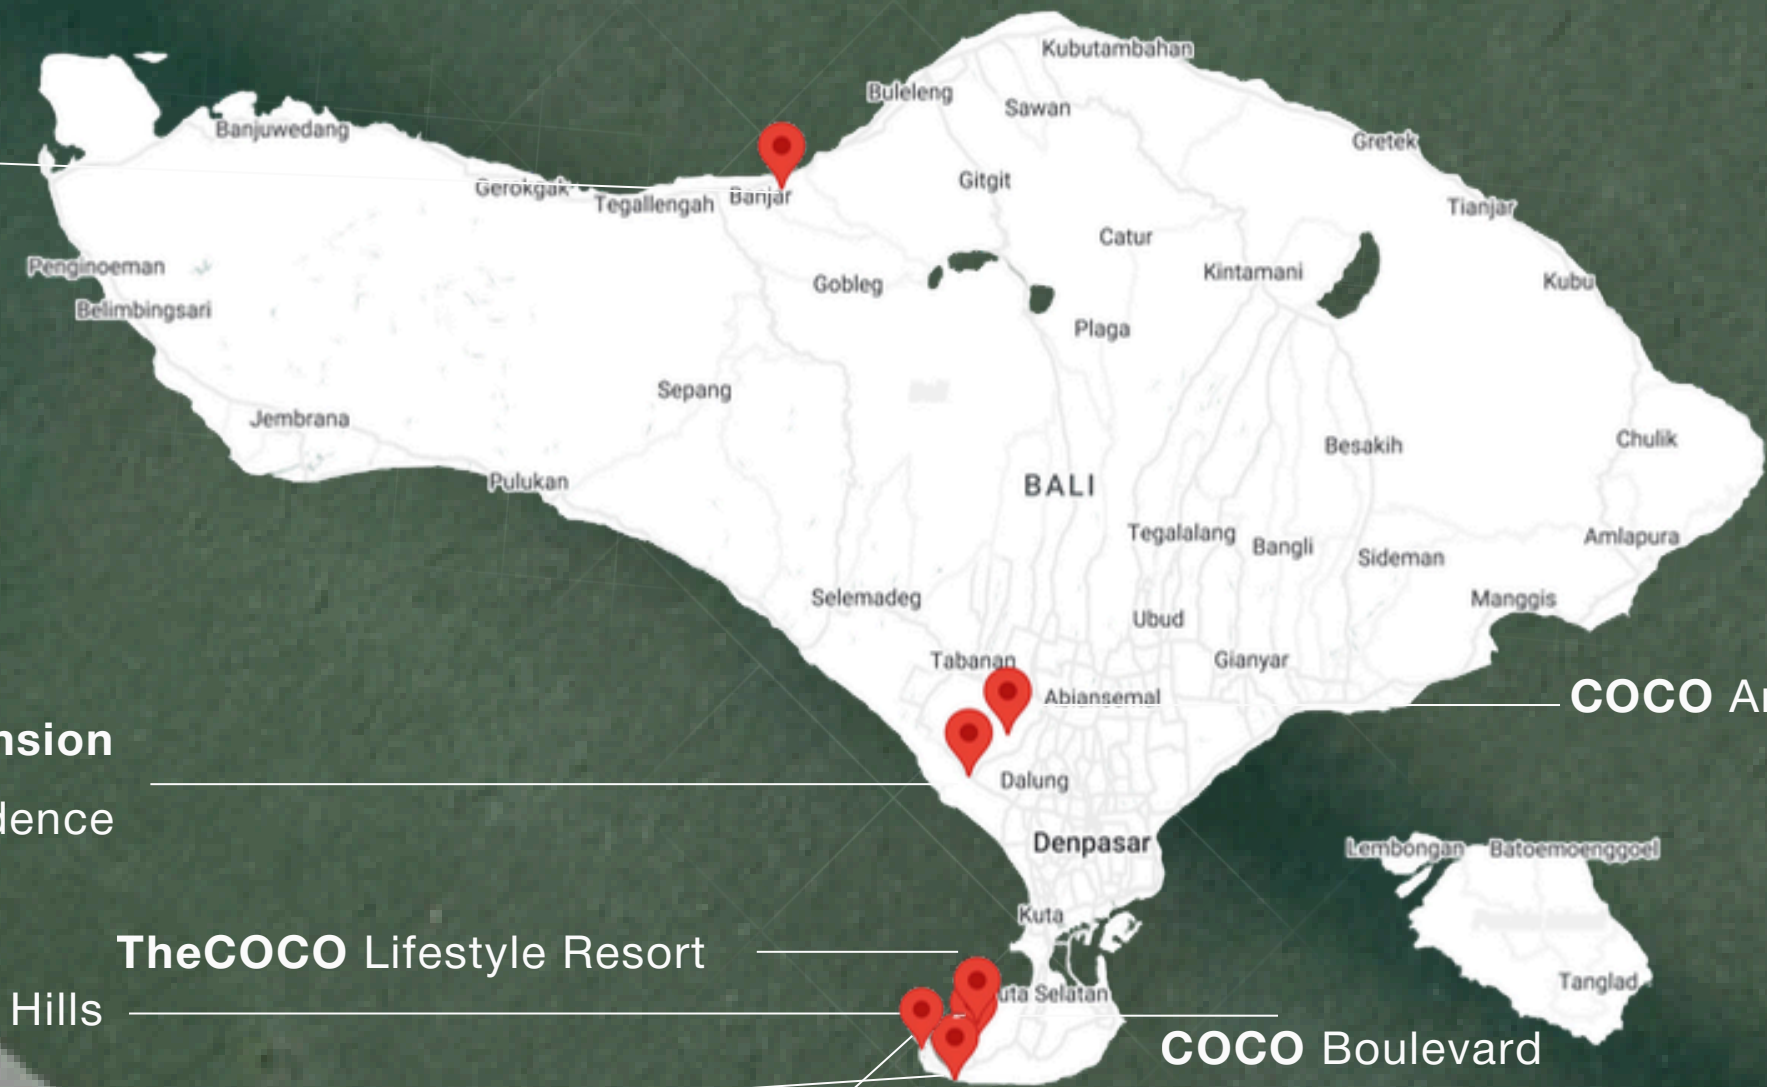 Kubutambahan
Buleleng
Sawan
Banjuwedang
Gretek
Gerokgak
Tegallengah
Banjar
Gitgit
Tianjar
Catur
Penginoeman
Gobleg
Kintamani
Kubu
Belimbingsari
Plaga
Sepang
Jembrana
Chulik
Besakih
Pulukan
BALI
Tegalalang
Bangli
Sideman
Amlapura
Selemadeg
Manggis
Ubud
Tabanan
Gianyar
Abiansemal
COCO
nsion
Dalung
dence
Denpasar
Lembongan
Batoemoenggoel
Kuta
TheCOCO Lifestyle Resort
Tanglad
uta Selatan
Hills
COCO Boulevard